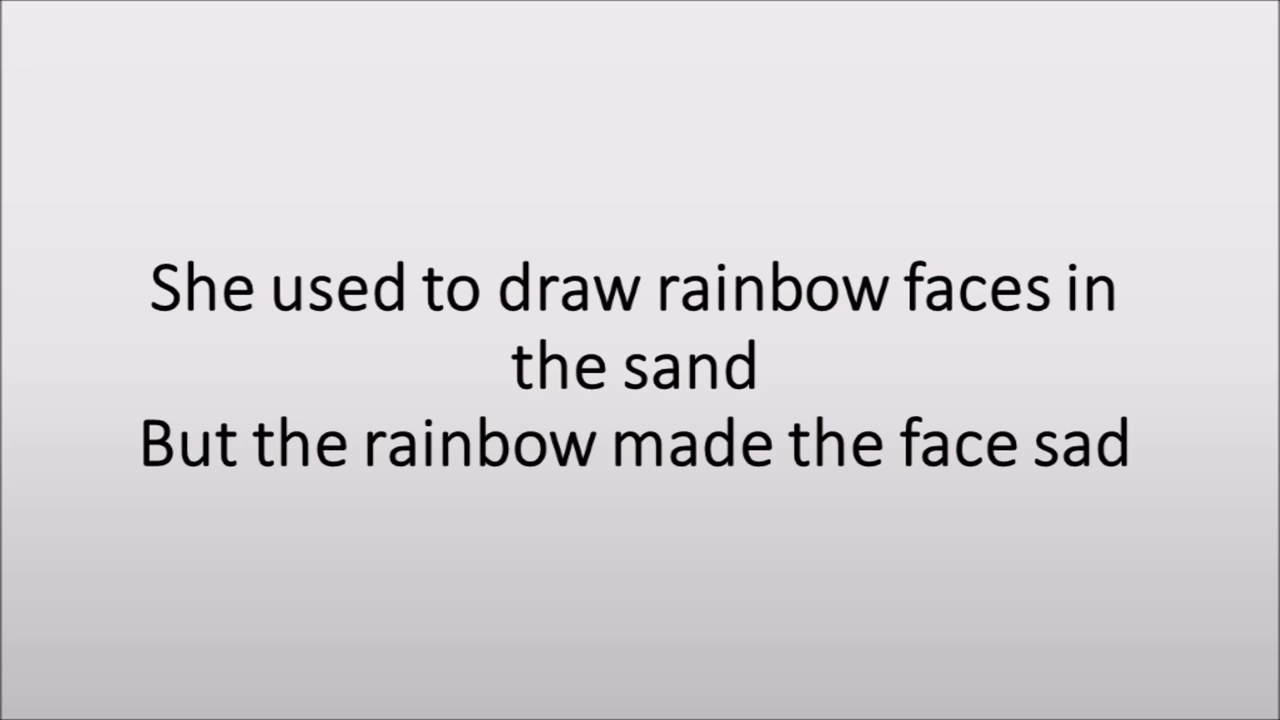 She used to draw rainbow faces in
the sand
But the rainbow made the face sad